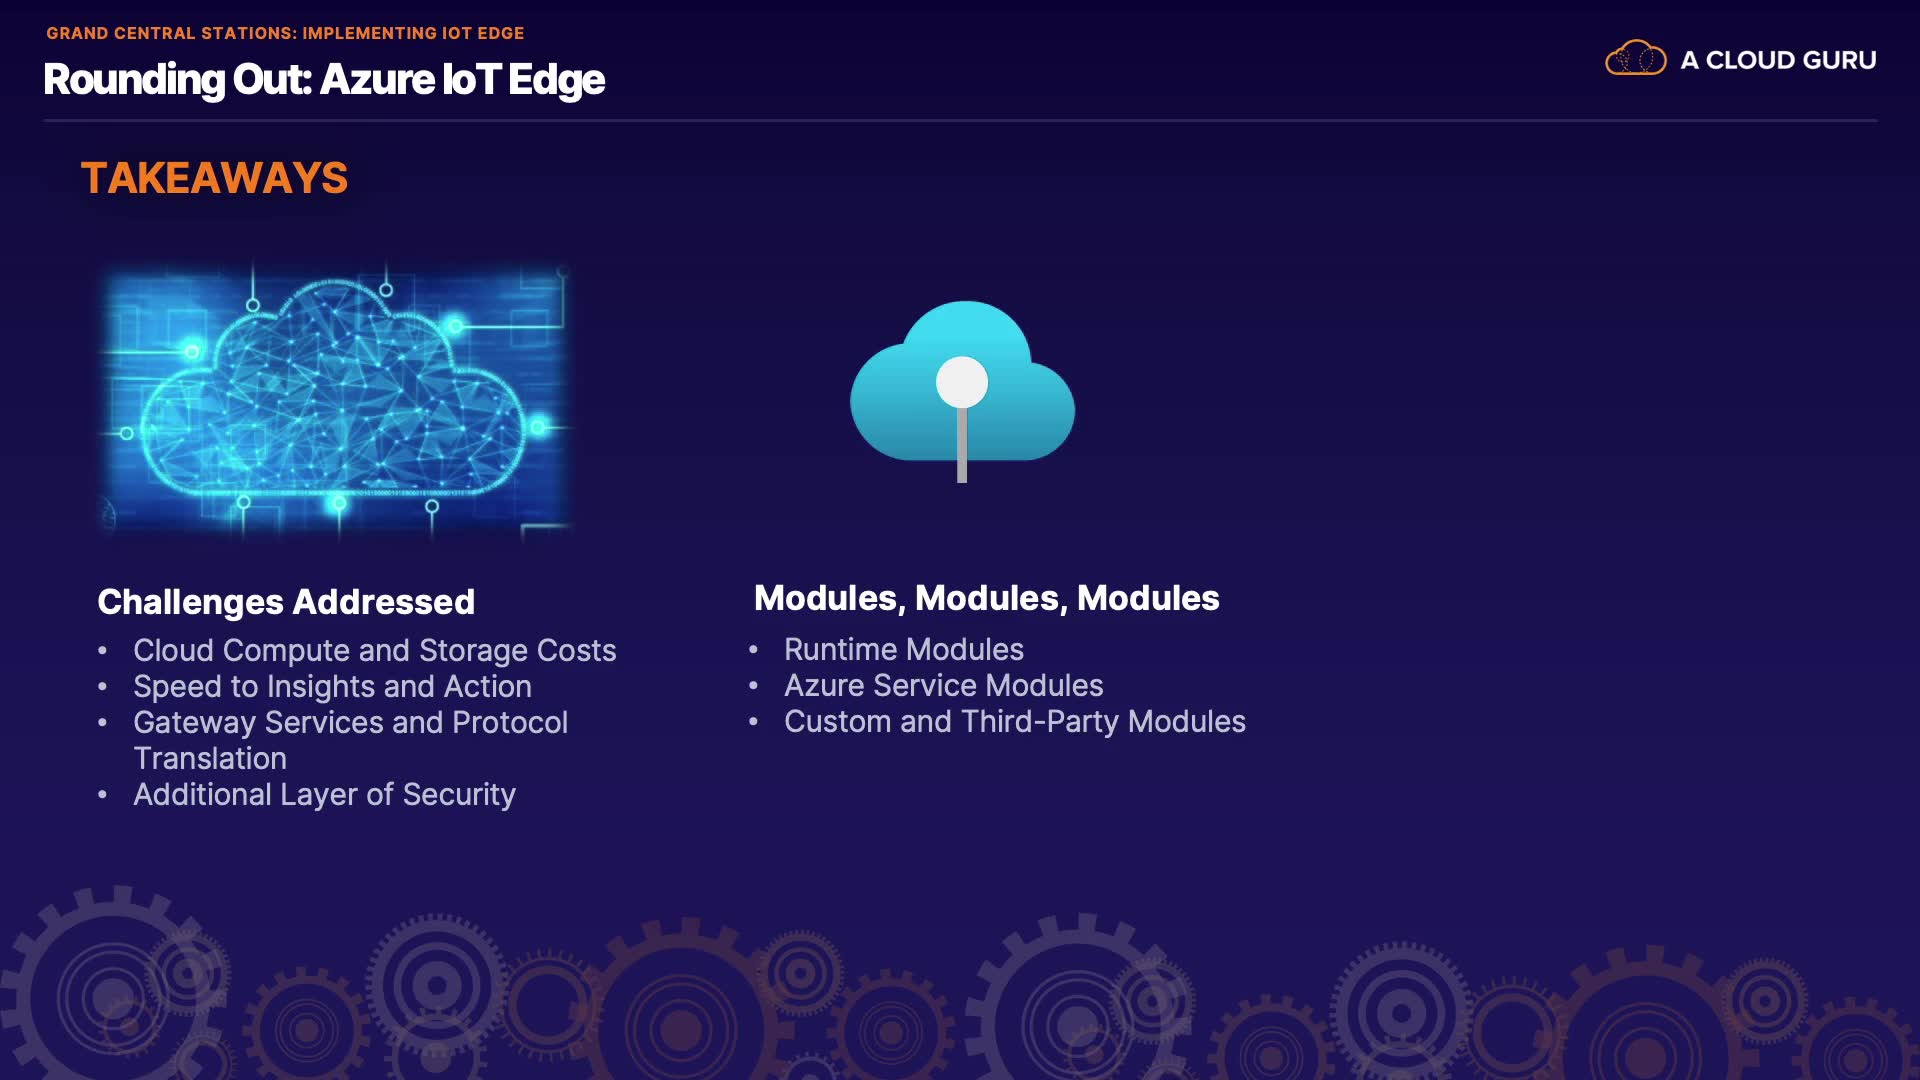 GRAND CENTRAL STATIONS: IMPLEMENTING IOT EDGE
Rounding Out: Azure IoT Edge
A CLOUD GURU
TAKEAWAYS
Challenges Addressed
• Cloud Compute and Storage Costs
• Speed to Insights and Action
• Gateway Services and Protocol
Translation
• Additional Layer of Security
Modules, Modules, Modules
• Runtime Modules
• Azure Service Modules
• Custom and Third-Party Modules